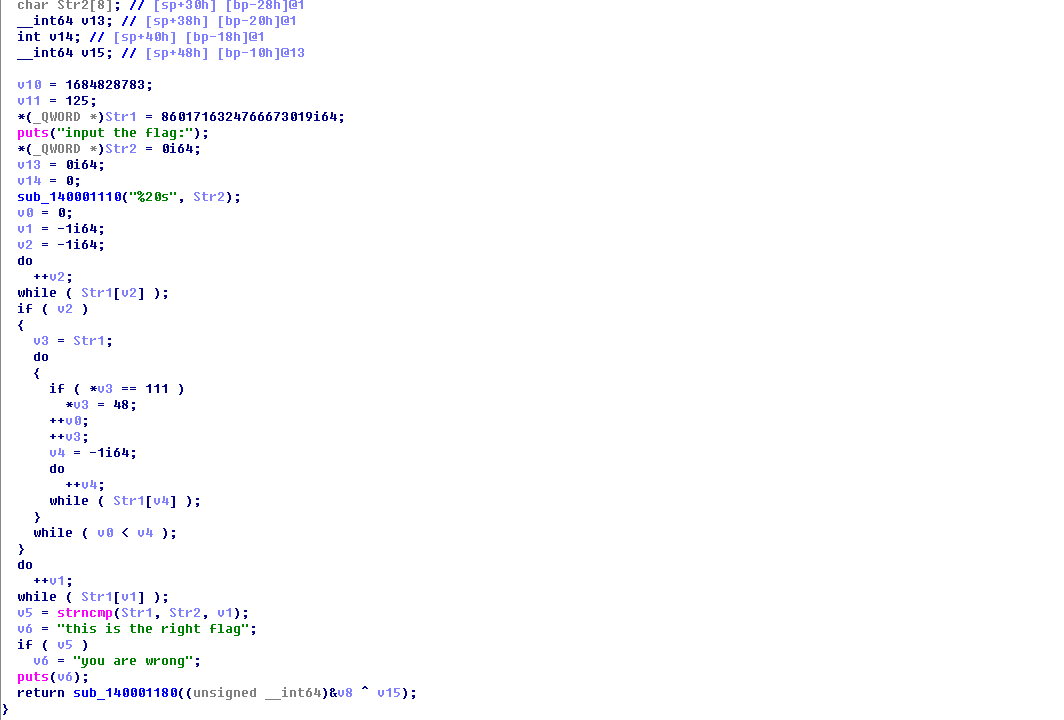 char Str2[8]; // [sp+30h] [bp-28h]@1
__int64 v13; // [sp+38h] [bp-20h]@1
int v14; // [sp+40h] [bp-18h]@1
__int64 v15; // [sp+48h] [bp-10h]@13

v10 = 1684828783;
v11 = 125;
*(_QWORD *)Str1 = 8601716324766673019i64;
puts("input the flag:");
*(_QWORD *)Str2 = 0i64;
v13 = 0i64;
v14 = 0;
sub_140001110("%20s", Str2);
v0 = 0;
v1 = -1i64;
v2 = -1i64;
do
++v2;
while ( Str1[v2] );
if ( v2 )
{
v3 = Str1;
do
{
if ( *v3 == 111 )
*v3 = 48;
++v0;
++v3;
v4 = -1i64;
do
++v4;
while ( Str1[v4] );
}
while ( v0 < v4 );
}
do
++v1;
while ( Str1[v1] );
v5 = strncmp(Str1, Str2, v1);
v6 = "this is the right flag";
if ( v5 )
v6 = "you are wrong";
puts(v6);
return sub_140001180((unsigned __int64)&v8 ^ v15);
}